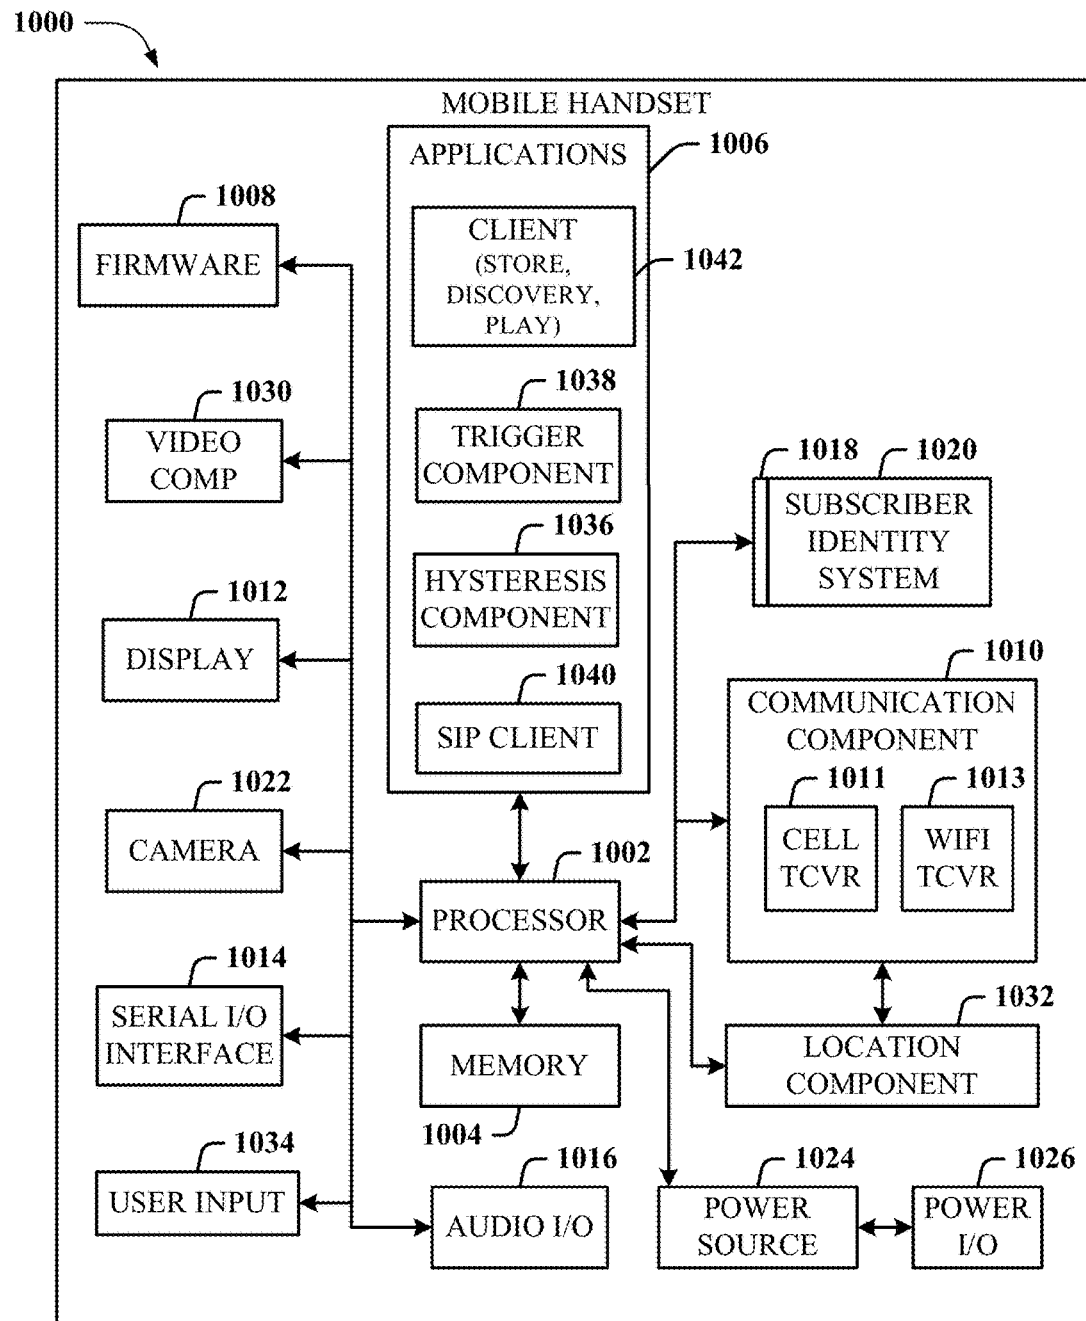 1000
MOBILE HANDSET
1006
APPLICATIONS
1008
FIRMWARE
CLIENT
(STORE,
DISCOVERY,
PLAY)
1042
1030
VIDEO
COMP
1038
TRIGGER
COMPONENT
1018
1020
SUBSCRIBER
IDENTITY
SYSTEM
1036
HYSTERESIS
COMPONENT
1012
DISPLAY
1040
SIP CLIENT
1010
COMMUNICATION
COMPONENT
1011
CELL
TCVR
1013
WIFI
TCVR
1022
CAMERA
1002
PROCESSOR
1014
SERIAL I/O
INTERFACE
MEMORY
1004
1032
LOCATION
COMPONENT
1034
USER INPUT
1016
AUDIO I/O
1024
POWER
SOURCE
1026
POWER
I/O